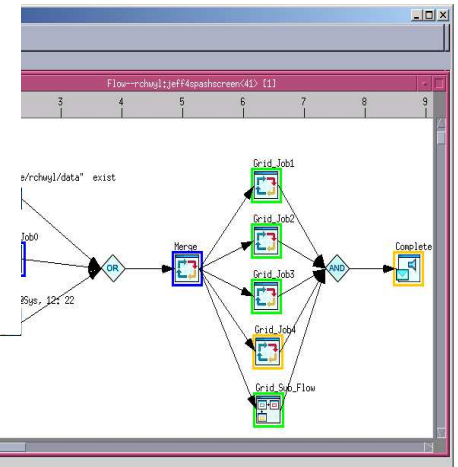 Flow--rchwyl:jeff4spashscreen<41> [1]
3 4 5 6 7 8 9
Grid_Job1
e/rchwyl/data" exist
Grid_Job2
Job0
Merge
AND
Complete
OR
Grid_Job3
@Sys, 12: 22
Grid_Job4
Grid_Sub_Flow